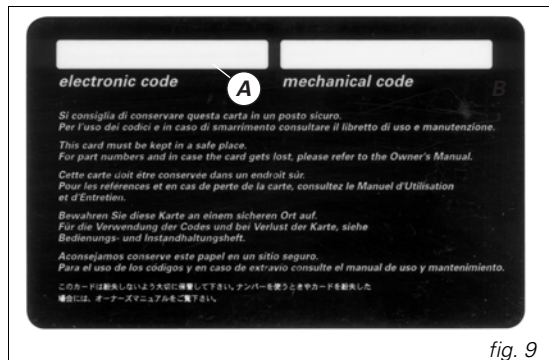 electronic code
mechanical code
A
B
Si consiglia di conservare questa carta in un posto sicuro.
Per l'uso dei codici e in caso di smarrimento consultare il libretto di uso e manutenzione.
This card must be kept in a safe place.
For part numbers and in case the card gets lost, please refer to the Owner's Manual.
Cette carte doit être conservée dans un endroit sûr.
Pour les références et en cas de perte de la carte, consultez le Manuel d'Utilisation
et d'Entretien.
Bewahren Sie diese Karte an einem sicheren Ort auf.
Für die Verwendung der Codes und bei Verlust der Karte, siehe
Bedienungs- und Instandhaltungsheft.
Aconsejamos conserve este papel en un sitio seguro.
Para el uso de los códigos y en caso de extravio consulte el manual de uso y mantenimiento.
このカードは紛失しないよう大切に保管して下さい。ナンバーを使うときやカードを紛失した
場合には、オーナーズマニュアルをご覧下さい。
fig. 9